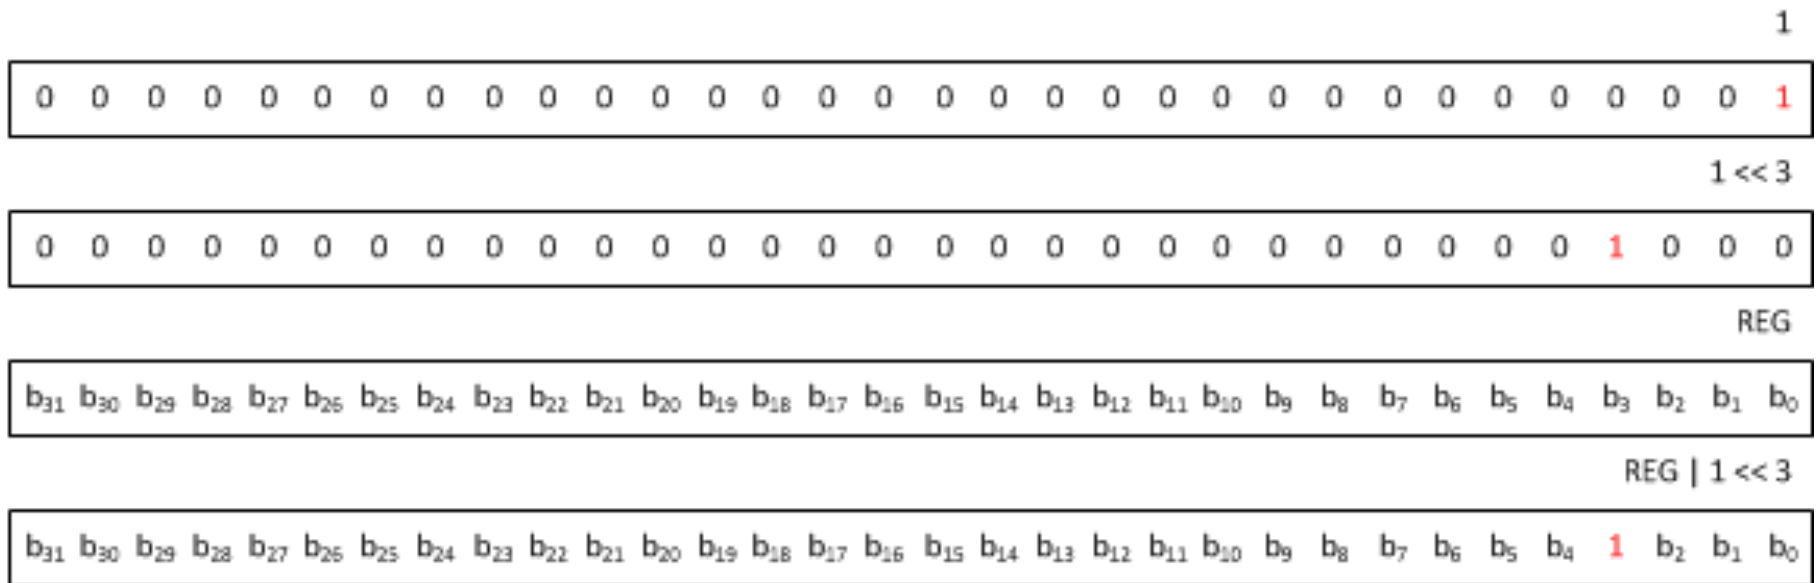 1
0 0 0 0 0 0 0 0 0 0 0 0 0 0 0 0 0 0 0 0 0 0 0 0 0 0 0 0 0 0 0 1
1 << 3
0 0 0 0 0 0 0 0 0 0 0 0 0 0 0 0 0 0 0 0 0 0 0 0 0 0 0 0 1 0 0 0
REG
b₃₁ b₃₀ b₂₉ b₂₈ b₂₇ b₂₆ b₂₅ b₂₄ b₂₃ b₂₂ b₂₁ b₂₀ b₁₉ b₁₈ b₁₇ b₁₆ b₁₅ b₁₄ b₁₃ b₁₂ b₁₁ b₁₀ b₉ b₈ b₇ b₆ b₅ b₄ b₃ b₂ b₁ b₀
REG | 1 << 3
b₃₁ b₃₀ b₂₉ b₂₈ b₂₇ b₂₆ b₂₅ b₂₄ b₂₃ b₂₂ b₂₁ b₂₀ b₁₉ b₁₈ b₁₇ b₁₆ b₁₅ b₁₄ b₁₃ b₁₂ b₁₁ b₁₀ b₉ b₈ b₇ b₆ b₅ b₄ 1 b₂ b₁ b₀